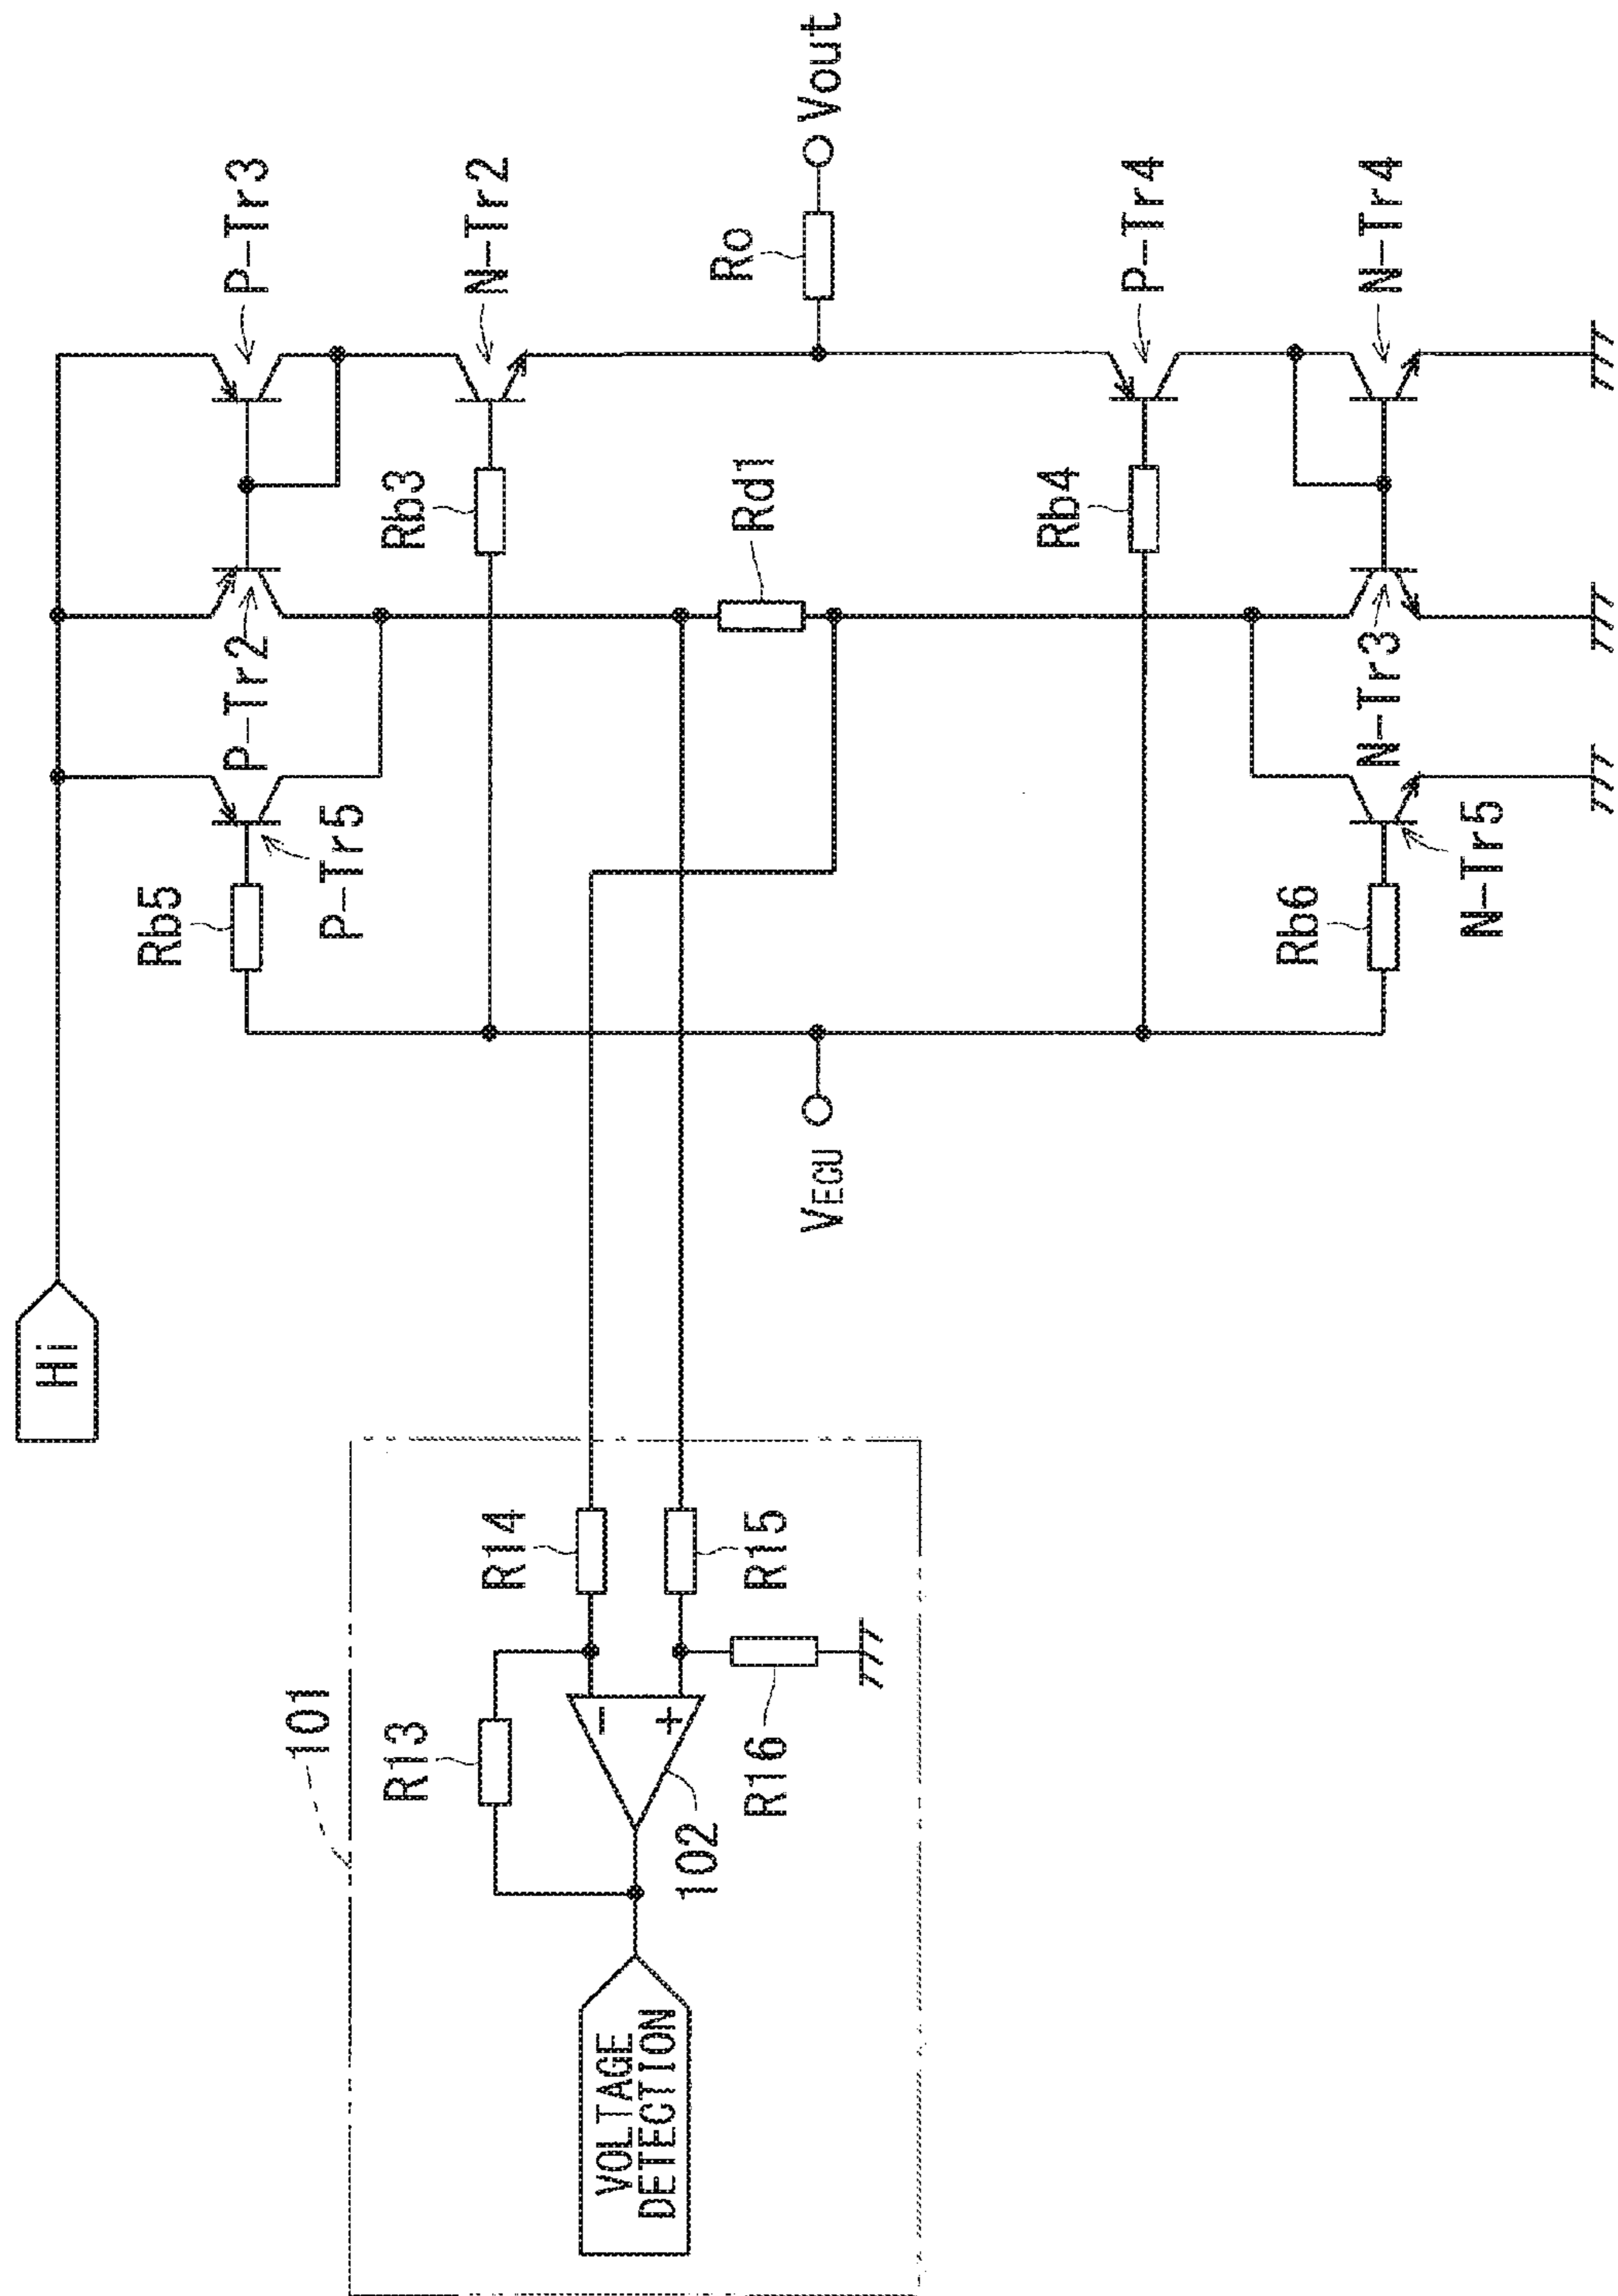 Hi
P-Tr3
N-Tr2
P-Tr2
P-Tr5
Rb5
Rb3
Rd1
Ro
Vout
VECU
Rb4
P-Tr4
N-Tr4
N-Tr3
Rb6
N-Tr5
101
R13
R14
R15
R16
-
+
102
VOLTAGE
DETECTION